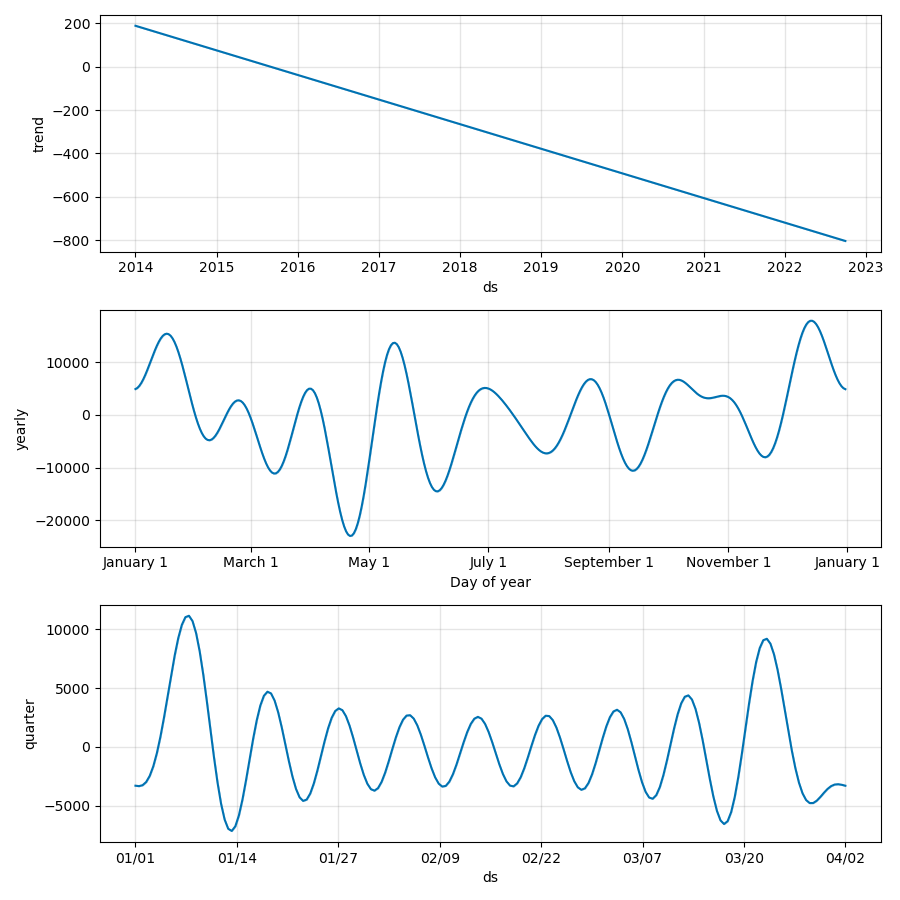 200
0
−200
−400
−600
−800
trend
2014 2015 2016 2017 2018 2019 2020 2021 2022 2023
ds
10000
0
−10000
−20000
yearly
January 1 March 1 May 1 July 1 September 1 November 1 January 1
Day of year
10000
5000
0
−5000
quarter
01/01 01/14 01/27 02/09 02/22 03/07 03/20 04/02
ds